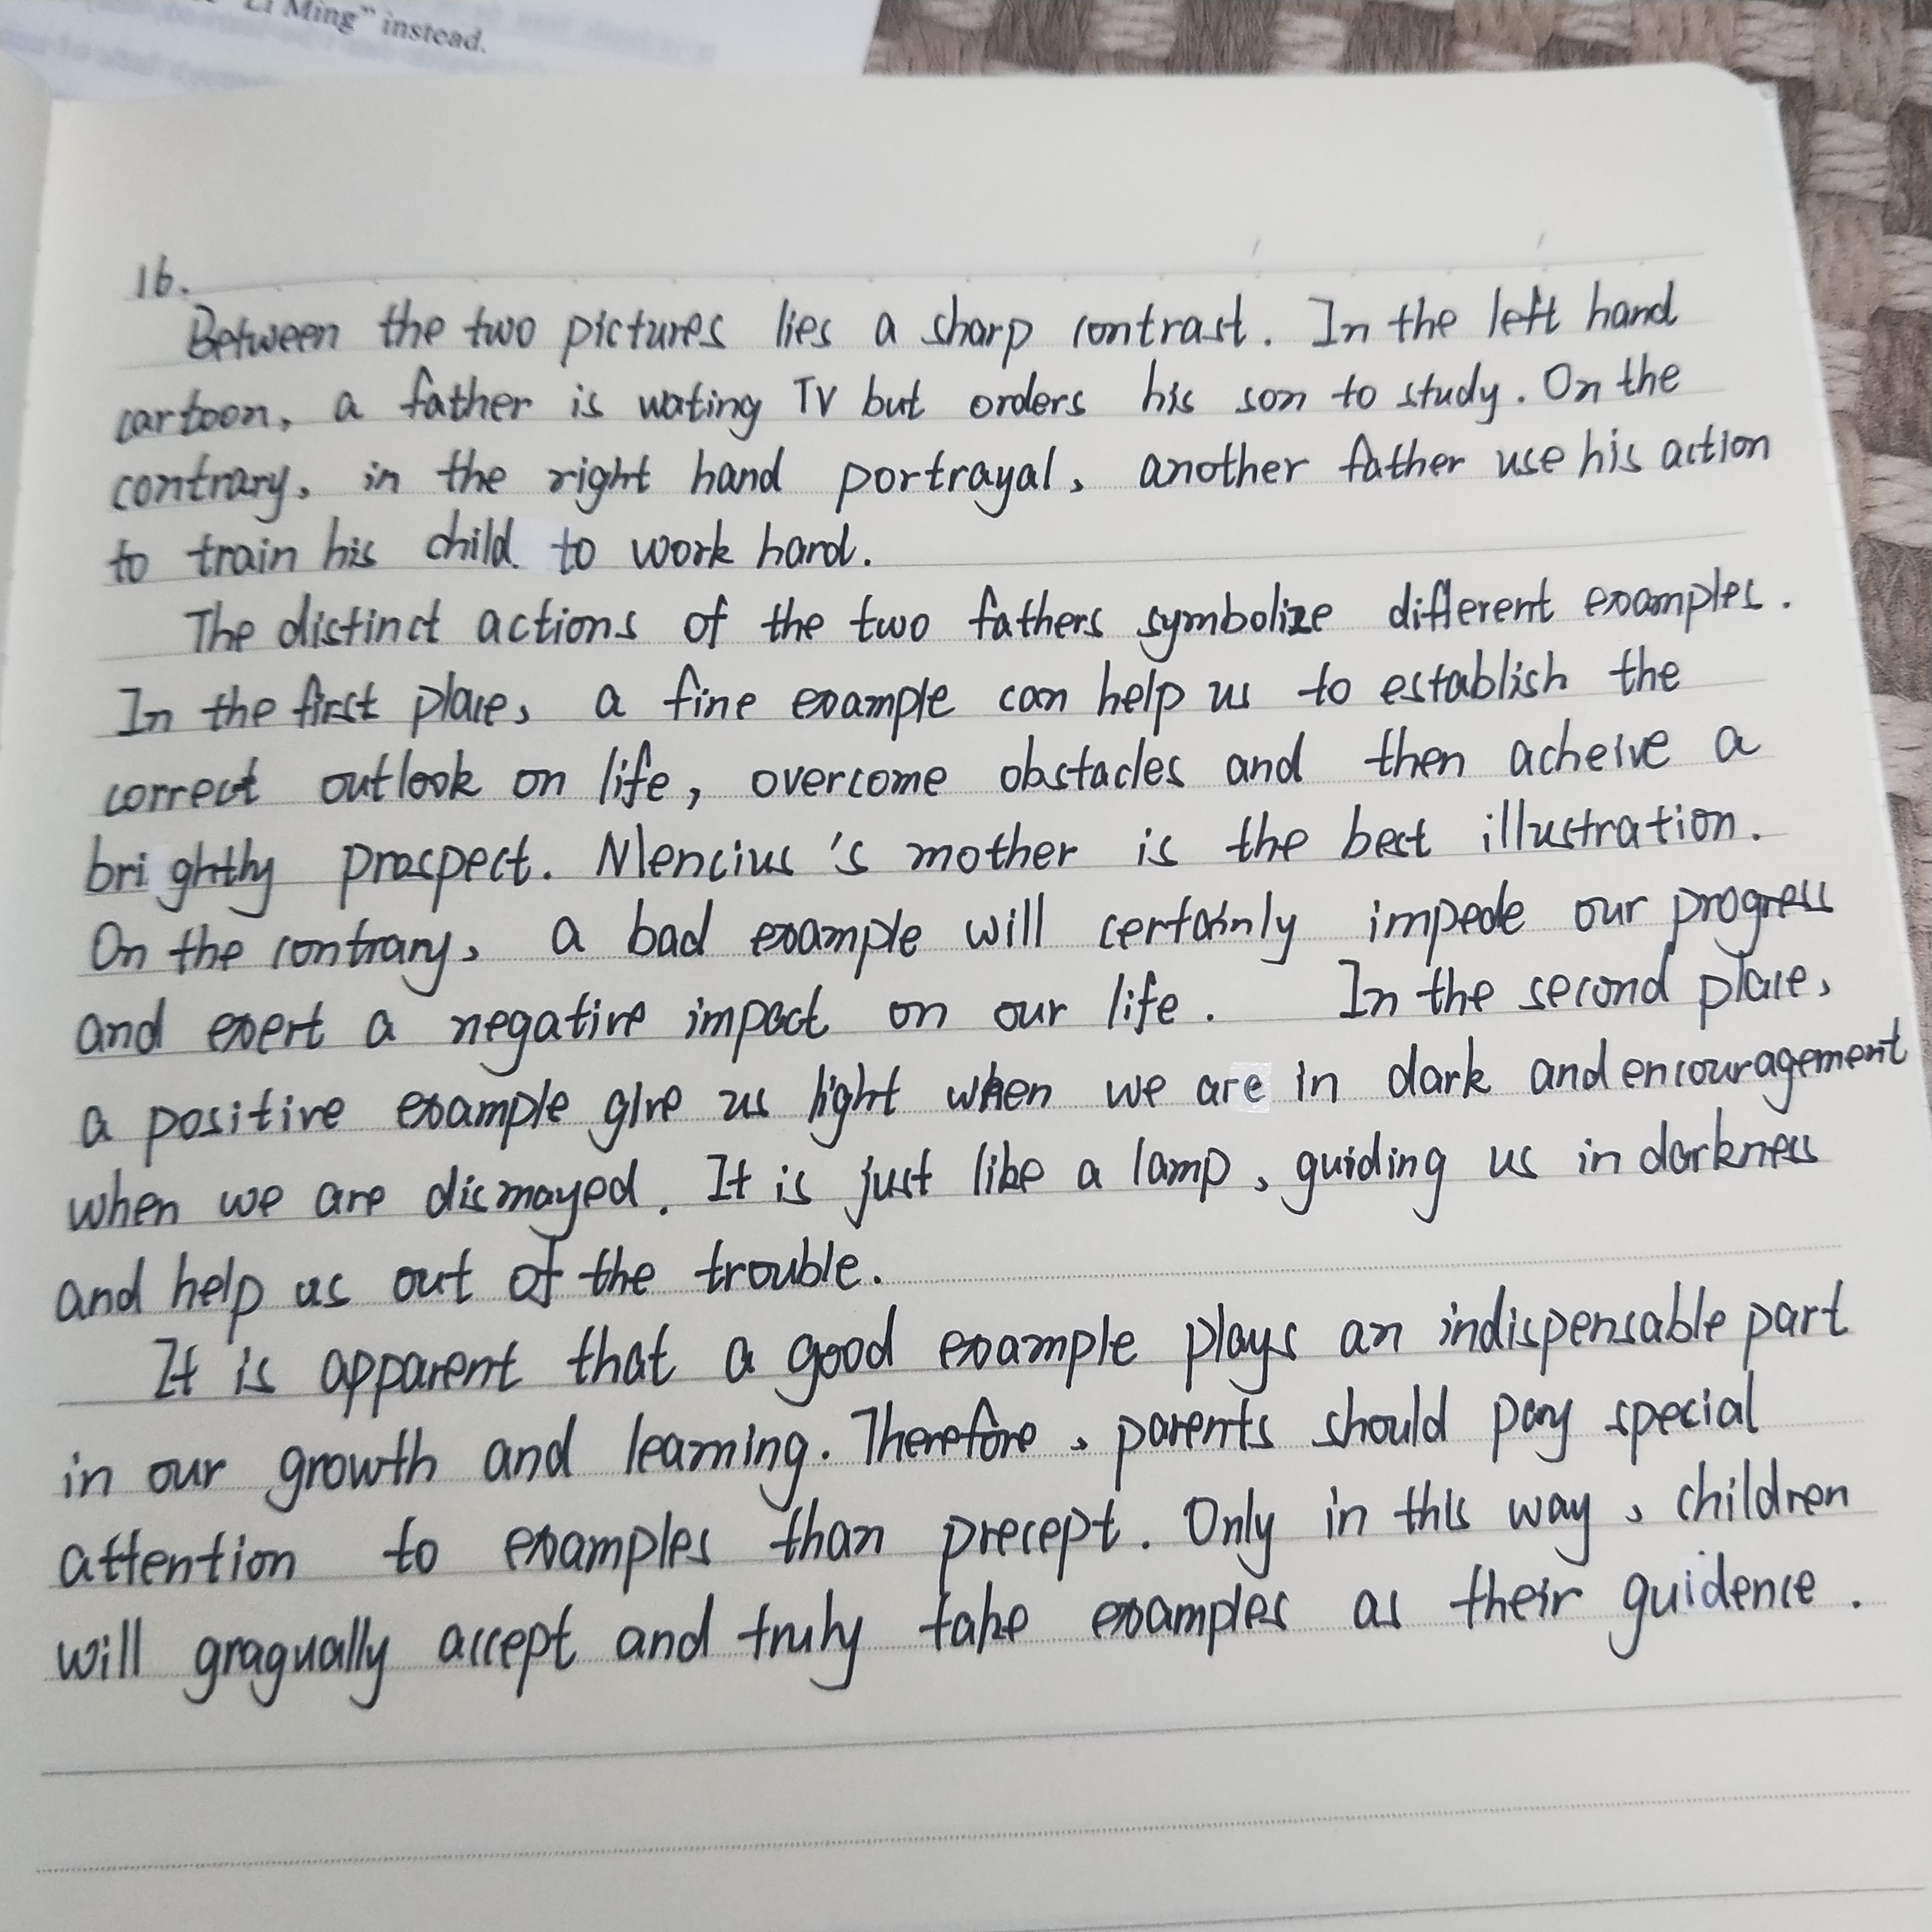 Li Ming" instead.
16.
Between the two pictures lies a sharp contrast. In the left hand
cartoon, a father is wating TV but orders his son to study. On the
contrary, in the right hand portrayal, another father use his action
to train his child to work hard.
The distinct actions of the two fathers symbolize different examples.
In the first place, a fine example can help us to establish the
correct outlook on life, overcome obstacles and then acheive a
brightly prospect. Mencius's mother is the best illustration.
On the contrary, a bad example will certainly impede our progress
and exert a negative impact on our life. In the second place,
a positive example give us light when we are in dark and encouragement
when we are dismayed. It is just like a lamp, guiding us in darkness
and help us out of the trouble.
It is apparent that a good example plays an indispensable part
in our growth and learning. Therefore, parents should pay special
attention to examples than precept. Only in this way, children
will gragually accept and truly take examples as their guidence.